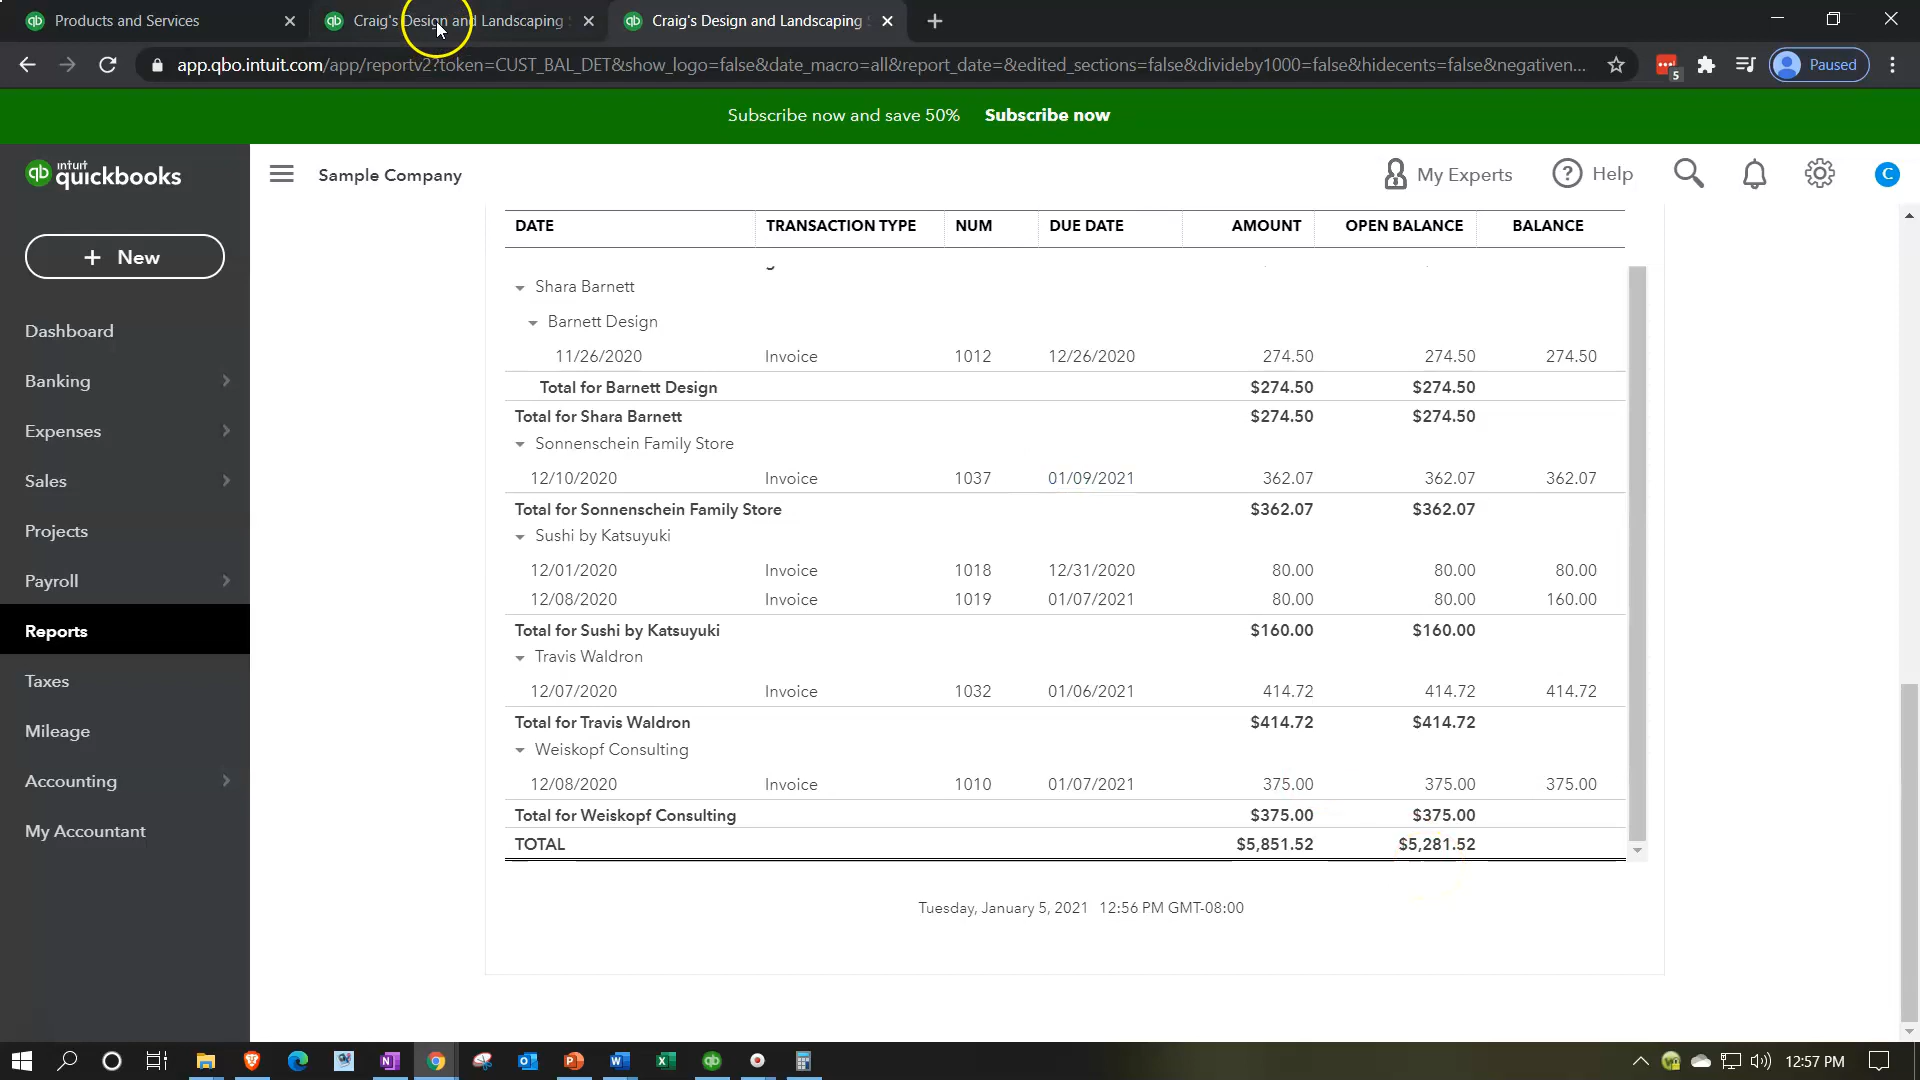 Products and Services
Craig's Design and Landscaping
Craig's Design and Landscaping
app.qbo.intuit.com/app/reportv2?token=CUST_BAL_DET&show_logo=false&date_macro=all&report_date=&edited_sections=false&divideby1000=false&hidecents=false&negativen...
5
Paused
Subscribe now and save 50% Subscribe now
qb intuit quickbooks
Sample Company
My Experts
? Help
C
+ New
Dashboard
Banking
Expenses
Sales
Projects
Payroll
Reports
Taxes
Mileage
Accounting
My Accountant
DATE TRANSACTION TYPE NUM DUE DATE AMOUNT OPEN BALANCE BALANCE
Shara Barnett
Barnett Design
11/26/2020 Invoice 1012 12/26/2020 274.50 274.50 274.50
Total for Barnett Design $274.50 $274.50
Total for Shara Barnett $274.50 $274.50
Sonnenschein Family Store
12/10/2020 Invoice 1037 01/09/2021 362.07 362.07 362.07
Total for Sonnenschein Family Store $362.07 $362.07
Sushi by Katsuyuki
12/01/2020 Invoice 1018 12/31/2020 80.00 80.00 80.00
12/08/2020 Invoice 1019 01/07/2021 80.00 80.00 160.00
Total for Sushi by Katsuyuki $160.00 $160.00
Travis Waldron
12/07/2020 Invoice 1032 01/06/2021 414.72 414.72 414.72
Total for Travis Waldron $414.72 $414.72
Weiskopf Consulting
12/08/2020 Invoice 1010 01/07/2021 375.00 375.00 375.00
Total for Weiskopf Consulting $375.00 $375.00
TOTAL $5,851.52 $5,281.52
Tuesday, January 5, 2021 12:56 PM GMT-08:00
12:57 PM